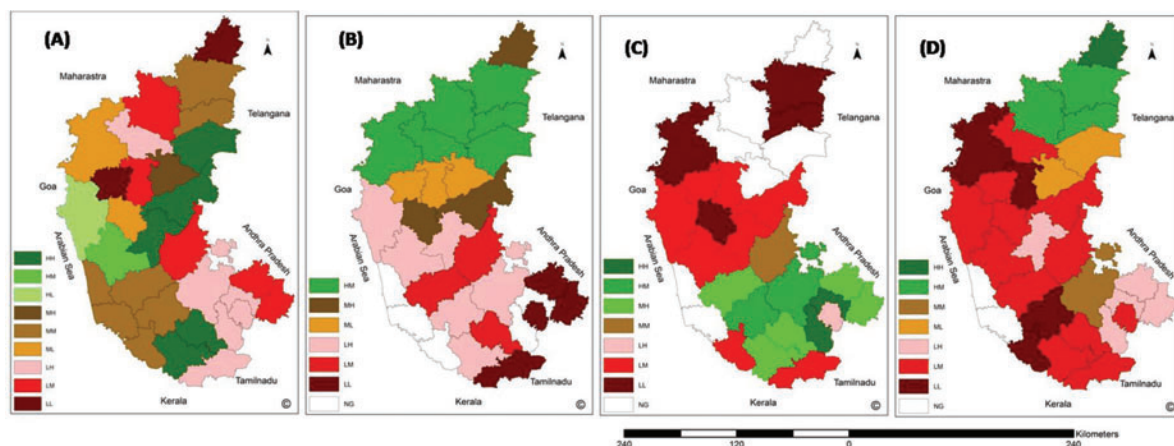 (A)
N
Maharastra
Telangana
Goa
Arabian Sea
Andhra Pradesh
Tamilnadu
Kerala
HH
HM
HL
MH
MM
ML
LH
LM
LL
©
(B)
N
Maharastra
Telangana
Goa
Arabian Sea
Andhra Pradesh
Tamilnadu
Kerala
HM
MH
ML
LH
LM
LL
NG
©
(C)
N
Maharastra
Telangana
Goa
Arabian Sea
Andhra Pradesh
Tamilnadu
Kerala
HH
HM
MH
MM
LH
LM
LL
NG
©
(D)
N
Maharastra
Telangana
Goa
Arabian Sea
Andhra Pradesh
Tamilnadu
Kerala
HH
HM
MM
ML
LH
LM
LL
NG
©
Kilometers
240 120 0 240